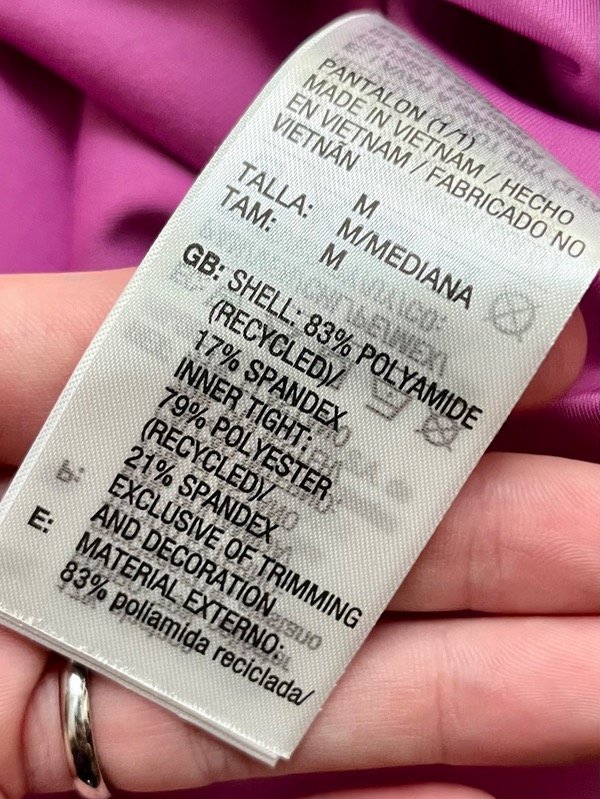 PANTALON (1/1)
MADE IN VIETNAM / HECHO
EN VIETNAM / FABRICADO NO
VIETNÁN
TALLA: M
M/MEDIANA
TAM: M
GB: SHELL: 83% POLYAMIDE
(RECYCLED)/
17% SPANDEX
INNER TIGHT:
79% POLYESTER
(RECYCLED)/
21% SPANDEX
EXCLUSIVE OF TRIMMING
AND DECORATION
E: MATERIAL EXTERNO:
83% poliamida reciclada/